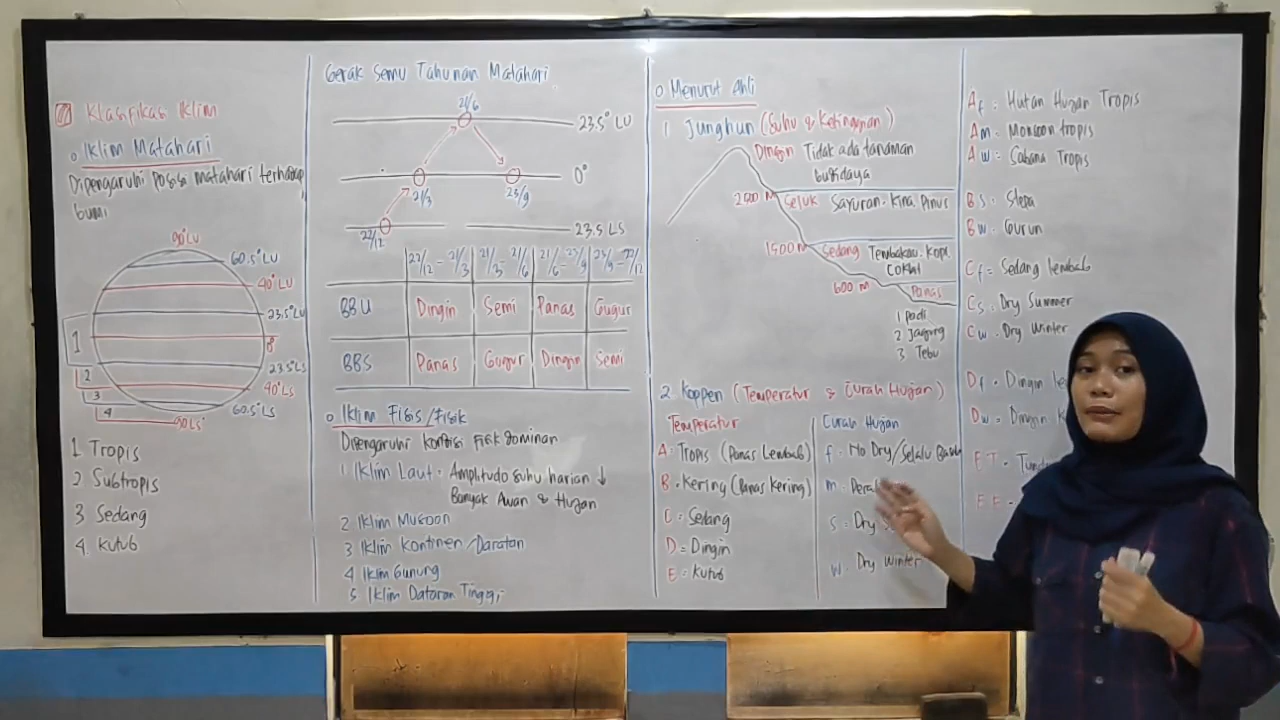 Klasfikas Iklim
o Iklim Matahari
Dipengaruhi Posisi matahari terhadap
bumi
90° LU
60.5° LU
40° LU
23.5° LU
0°
23.5° LS
40° LS
60.5° LS
90 LS
1
2
3
4
1 Tropis
2 Subtropis
3 Sedang
4. Kutub
Gerak Semu Tahunan Matahari
21/6
23.5° LU
0°
21/3
23/9
22/12
23.5 LS
22/12 - 21/3
21/3 - 21/6
21/6 - 23/9
23/9 - 22/12
BBU Dingin Semi Panas Gugur
BBS Panas Gugur Dingin Semi
o Iklim Fisis/Fisik
Dipengaruhi kondisi Fisik dominan
1 Iklim Laut = Amplitudo suhu harian ↓
Banyak Awan & Hujan
2 Iklim Muson
3 Iklim Kontinen/Daratan
4 Iklim Gunung
5 Iklim Dataran Tinggi
o Menurut Ahli
1 Junghun (Suhu & Ketinggian)
Dingin Tidak ada tanaman
budidaya
2500 M Sejuk Sayuran. Kina Pinus
1500 m Sedang Tembakau. Kopi
Coklat
600 m Panas
1 Padi
2 Jagung
3 Tebu
2. Koppen (Temperatur & Curah Hujan)
Temperatur
A = Tropis (Panas Lembab)
B = Kering (Panas Kering)
C = Sedang
D = Dingin
E = Kutub
Curah Hujan
f = No Dry/Selalu Basah
m =
s = Dry
w = Dry Winter
Af = Hutan Hujan Tropis
Am = Monsoon tropis
Aw = Sabana Tropis
Bs = Stepa
Bw = Gurun
Cf = Sedang Lembab
Cs = Dry Summer
Cw = Dry Winter
Df = Dingin
Dw = Dingin
ET =
EF =